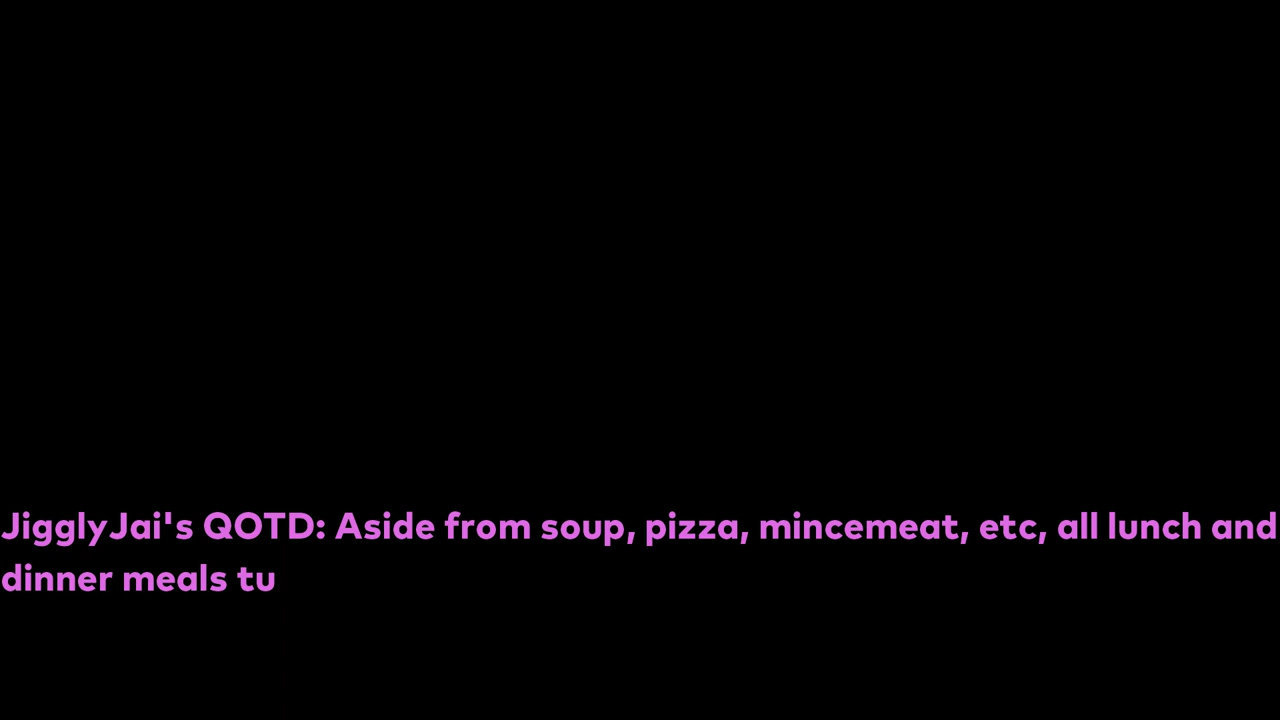 JigglyJai's QOTD: Aside from soup, pizza, mincemeat, etc, all lunch and
dinner meals tu